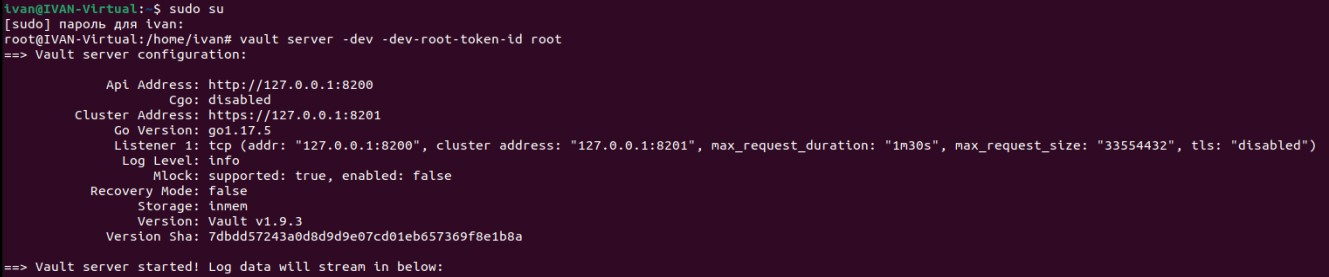 ivan@IVAN-Virtual:~$ sudo su
[sudo] пароль для ivan:
root@IVAN-Virtual:/home/ivan# vault server -dev -dev-root-token-id root
==> Vault server configuration:
Api Address: http://127.0.0.1:8200
Cgo: disabled
Cluster Address: https://127.0.0.1:8201
Go Version: go1.17.5
Listener 1: tcp (addr: "127.0.0.1:8200", cluster address: "127.0.0.1:8201", max_request_duration: "1m30s", max_request_size: "33554432", tls: "disabled")
Log Level: info
Mlock: supported: true, enabled: false
Recovery Mode: false
Storage: inmem
Version: Vault v1.9.3
Version Sha: 7dbdd57243a0d8d9d9e07cd01eb657369f8e1b8a
==> Vault server started! Log data will stream in below: